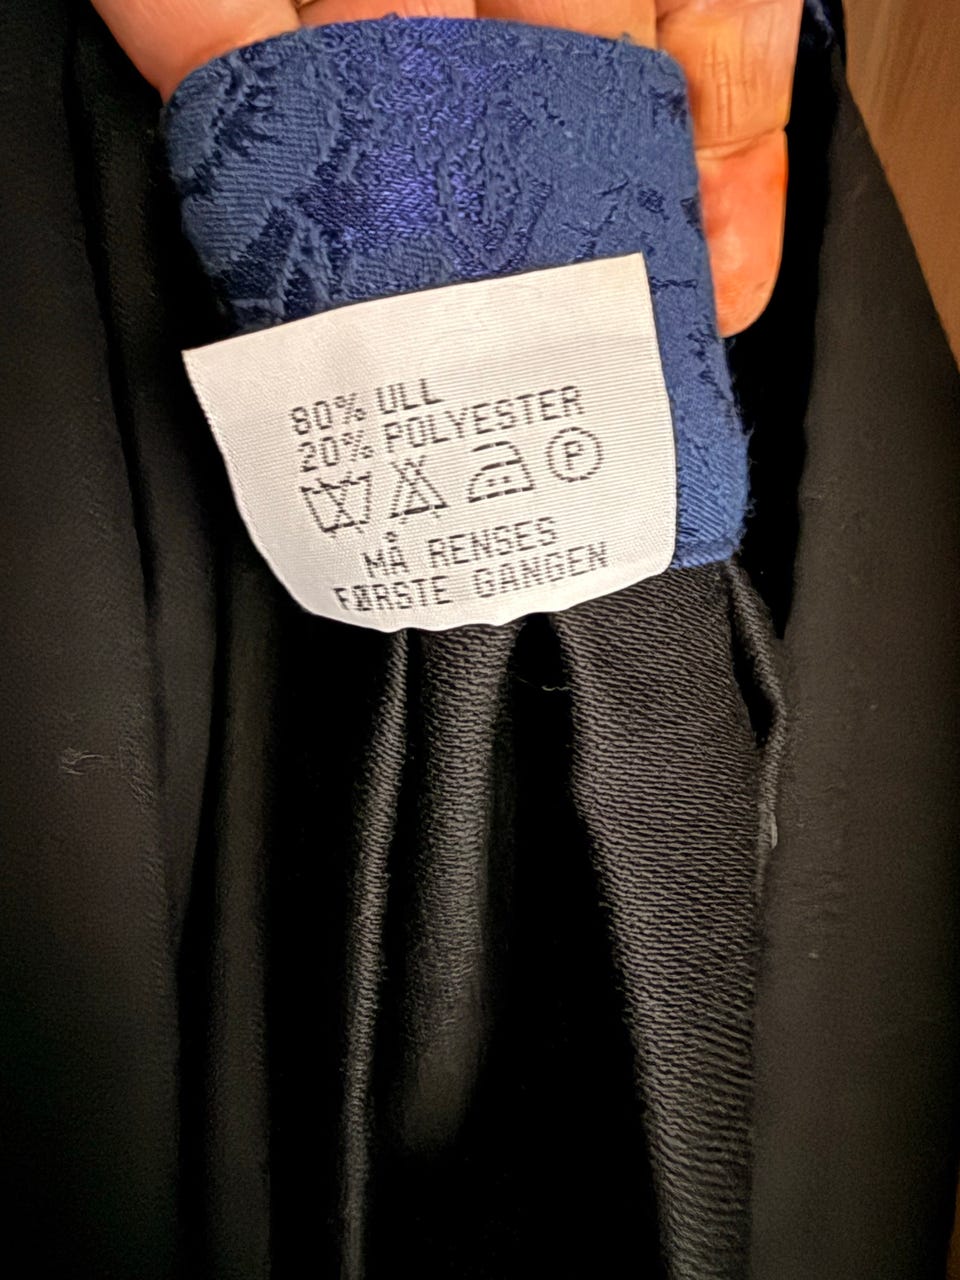 80% ULL
20% POLYESTER
P
MÅ RENSES
FØRSTE GANGEN